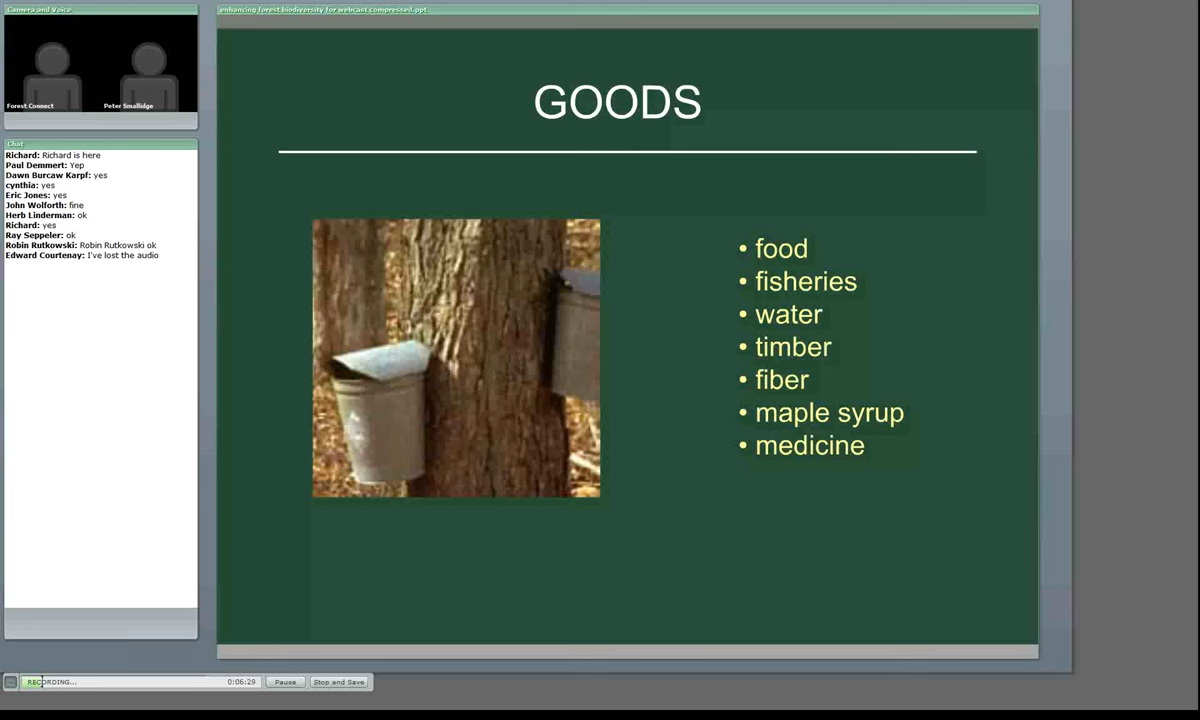 Camera and Voice
Forest Connect
Peter Smallidge
Chat
Richard: Richard is here
Paul Demmert: Yep
Dawn Burcaw Karpf: yes
cynthia: yes
Eric Jones: yes
John Wolforth: fine
Herb Linderman: ok
Richard: yes
Ray Seppeler: ok
Robin Rutkowski: Robin Rutkowski ok
Edward Courtenay: I've lost the audio
enhancing forest biodiversity for webcast compressed.ppt
GOODS
• food
• fisheries
• water
• timber
• fiber
• maple syrup
• medicine
RECORDING...
0:06:29
Pause
Stop and Save